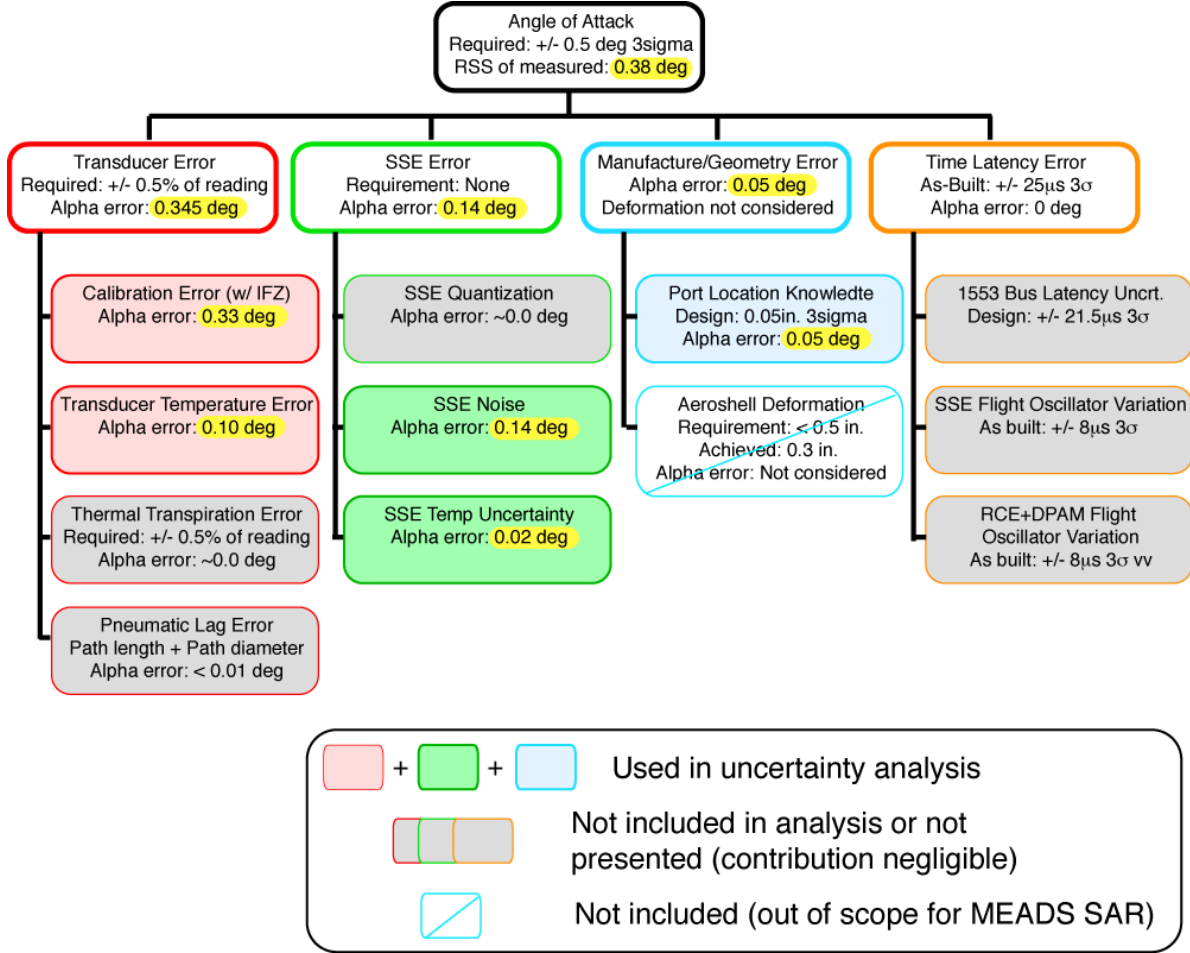 Angle of Attack
Required: +/- 0.5 deg 3sigma
RSS of measured: 0.38 deg
Transducer Error
Required: +/- 0.5% of reading
Alpha error: 0.345 deg
SSE Error
Requirement: None
Alpha error: 0.14 deg
Manufacture/Geometry Error
Alpha error: 0.05 deg
Deformation not considered
Time Latency Error
As-Built: +/- 25μs 3σ
Alpha error: 0 deg
Calibration Error (w/ IFZ)
Alpha error: 0.33 deg
Transducer Temperature Error
Alpha error: 0.10 deg
Thermal Transpiration Error
Required: +/- 0.5% of reading
Alpha error: ~0.0 deg
Pneumatic Lag Error
Path length + Path diameter
Alpha error: < 0.01 deg
SSE Quantization
Alpha error: ~0.0 deg
SSE Noise
Alpha error: 0.14 deg
SSE Temp Uncertainty
Alpha error: 0.02 deg
Port Location Knowledte
Design: 0.05in. 3sigma
Alpha error: 0.05 deg
Aeroshell Deformation
Requirement: < 0.5 in.
Achieved: 0.3 in.
Alpha error: Not considered
1553 Bus Latency Uncrt.
Design: +/- 21.5μs 3σ
SSE Flight Oscillator Variation
As built: +/- 8μs 3σ
RCE+DPAM Flight
Oscillator Variation
As built: +/- 8μs 3σ vv
+ + Used in uncertainty analysis
Not included in analysis or not
presented (contribution negligible)
Not included (out of scope for MEADS SAR)